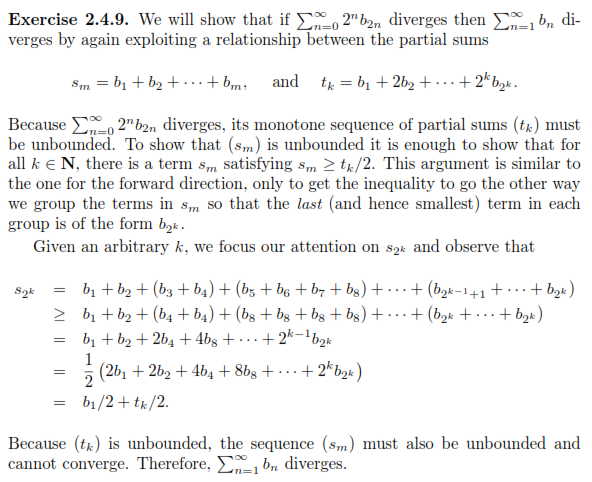 Exercise 2.4.9. We will show that if $\sum_{n=0}^{\infty} 2^n b_{2^n}$ diverges then $\sum_{n=1}^{\infty} b_n$ di-
verges by again exploiting a relationship between the partial sums
$s_m = b_1 + b_2 + \cdots + b_m, \quad \text{and} \quad t_k = b_1 + 2b_2 + \cdots + 2^k b_{2^k}.$
Because $\sum_{n=0}^{\infty} 2^n b_{2^n}$ diverges, its monotone sequence of partial sums $(t_k)$ must
be unbounded. To show that $(s_m)$ is unbounded it is enough to show that for
all $k \in \mathbf{N}$, there is a term $s_m$ satisfying $s_m \geq t_k/2$. This argument is similar to
the one for the forward direction, only to get the inequality to go the other way
we group the terms in $s_m$ so that the last (and hence smallest) term in each
group is of the form $b_{2^k}$.
Given an arbitrary $k$, we focus our attention on $s_{2^k}$ and observe that
$s_{2^k} = b_1 + b_2 + (b_3 + b_4) + (b_5 + b_6 + b_7 + b_8) + \cdots + (b_{2^{k-1}+1} + \cdots + b_{2^k})$
$\geq b_1 + b_2 + (b_4 + b_4) + (b_8 + b_8 + b_8 + b_8) + \cdots + (b_{2^k} + \cdots + b_{2^k})$
$= b_1 + b_2 + 2b_4 + 4b_8 + \cdots + 2^{k-1} b_{2^k}$
$= \frac{1}{2} \left(2b_1 + 2b_2 + 4b_4 + 8b_8 + \cdots + 2^k b_{2^k}\right)$
$= b_1/2 + t_k/2.$
Because $(t_k)$ is unbounded, the sequence $(s_m)$ must also be unbounded and
cannot converge. Therefore, $\sum_{n=1}^{\infty} b_n$ diverges.